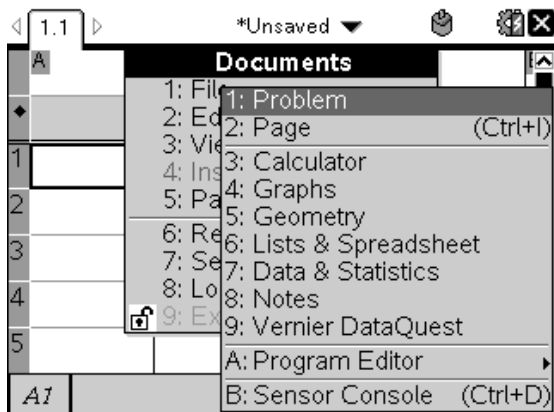 1.1 *Unsaved
A
Documents
1: File
1: Problem
2: Ed
2: Page (Ctrl+I)
3: Vie
3: Calculator
4: Ins
4: Graphs
5: Pa
5: Geometry
6: Re
6: Lists & Spreadsheet
7: Se
7: Data & Statistics
8: Lo
8: Notes
9: Ex
9: Vernier DataQuest
A: Program Editor
B: Sensor Console (Ctrl+D)
1
2
3
4
5
A1